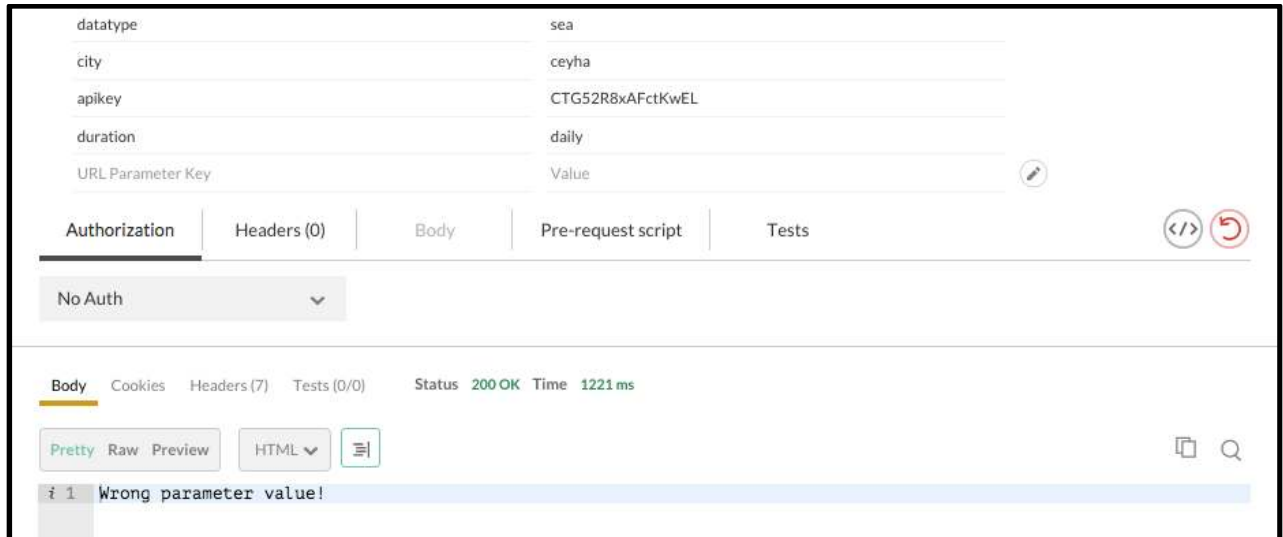 datatype sea
city ceyha
apikey CTG52R8xAFctKwEL
duration daily
URL Parameter Key Value
Authorization Headers (0) Body Pre-request script Tests </>
No Auth
Body Cookies Headers (7) Tests (0/0) Status 200 OK Time 1221 ms
Pretty Raw Preview HTML
i 1 Wrong parameter value!